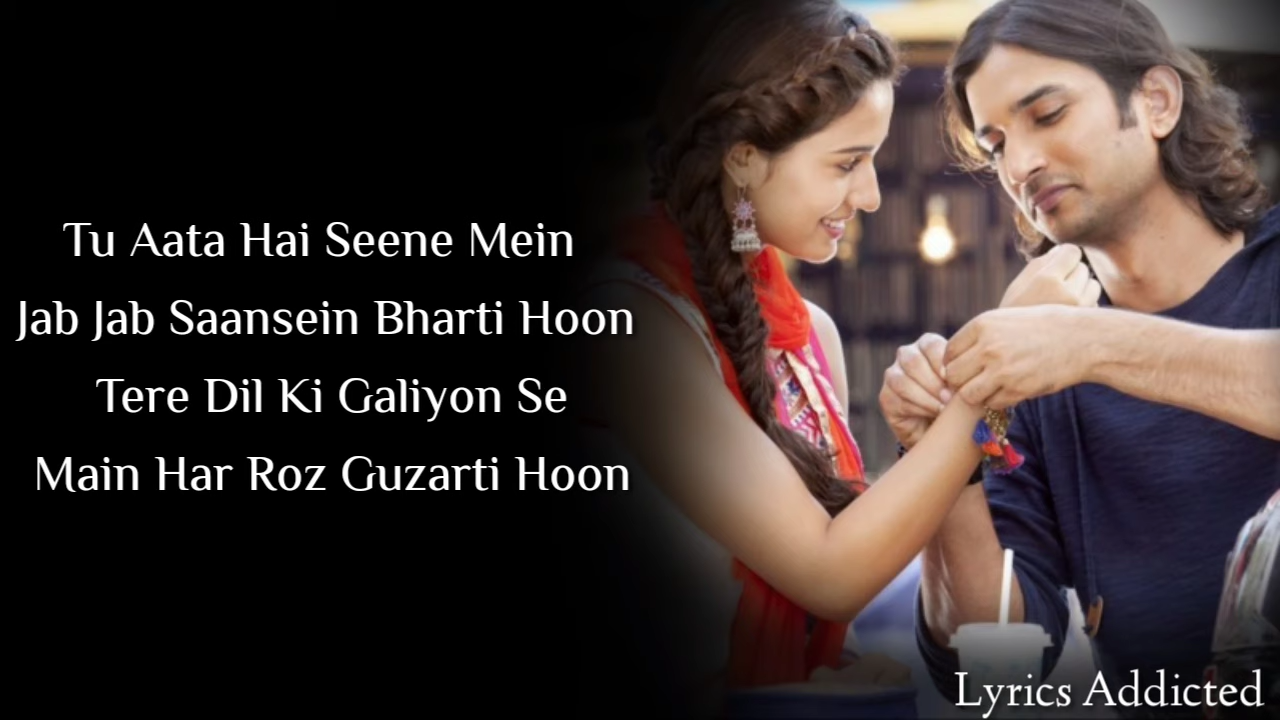 Tu Aata Hai Seene Mein
Jab Jab Saansein Bharti Hoon
Tere Dil Ki Galiyon Se
Main Har Roz Guzarti Hoon
Lyrics Addicted